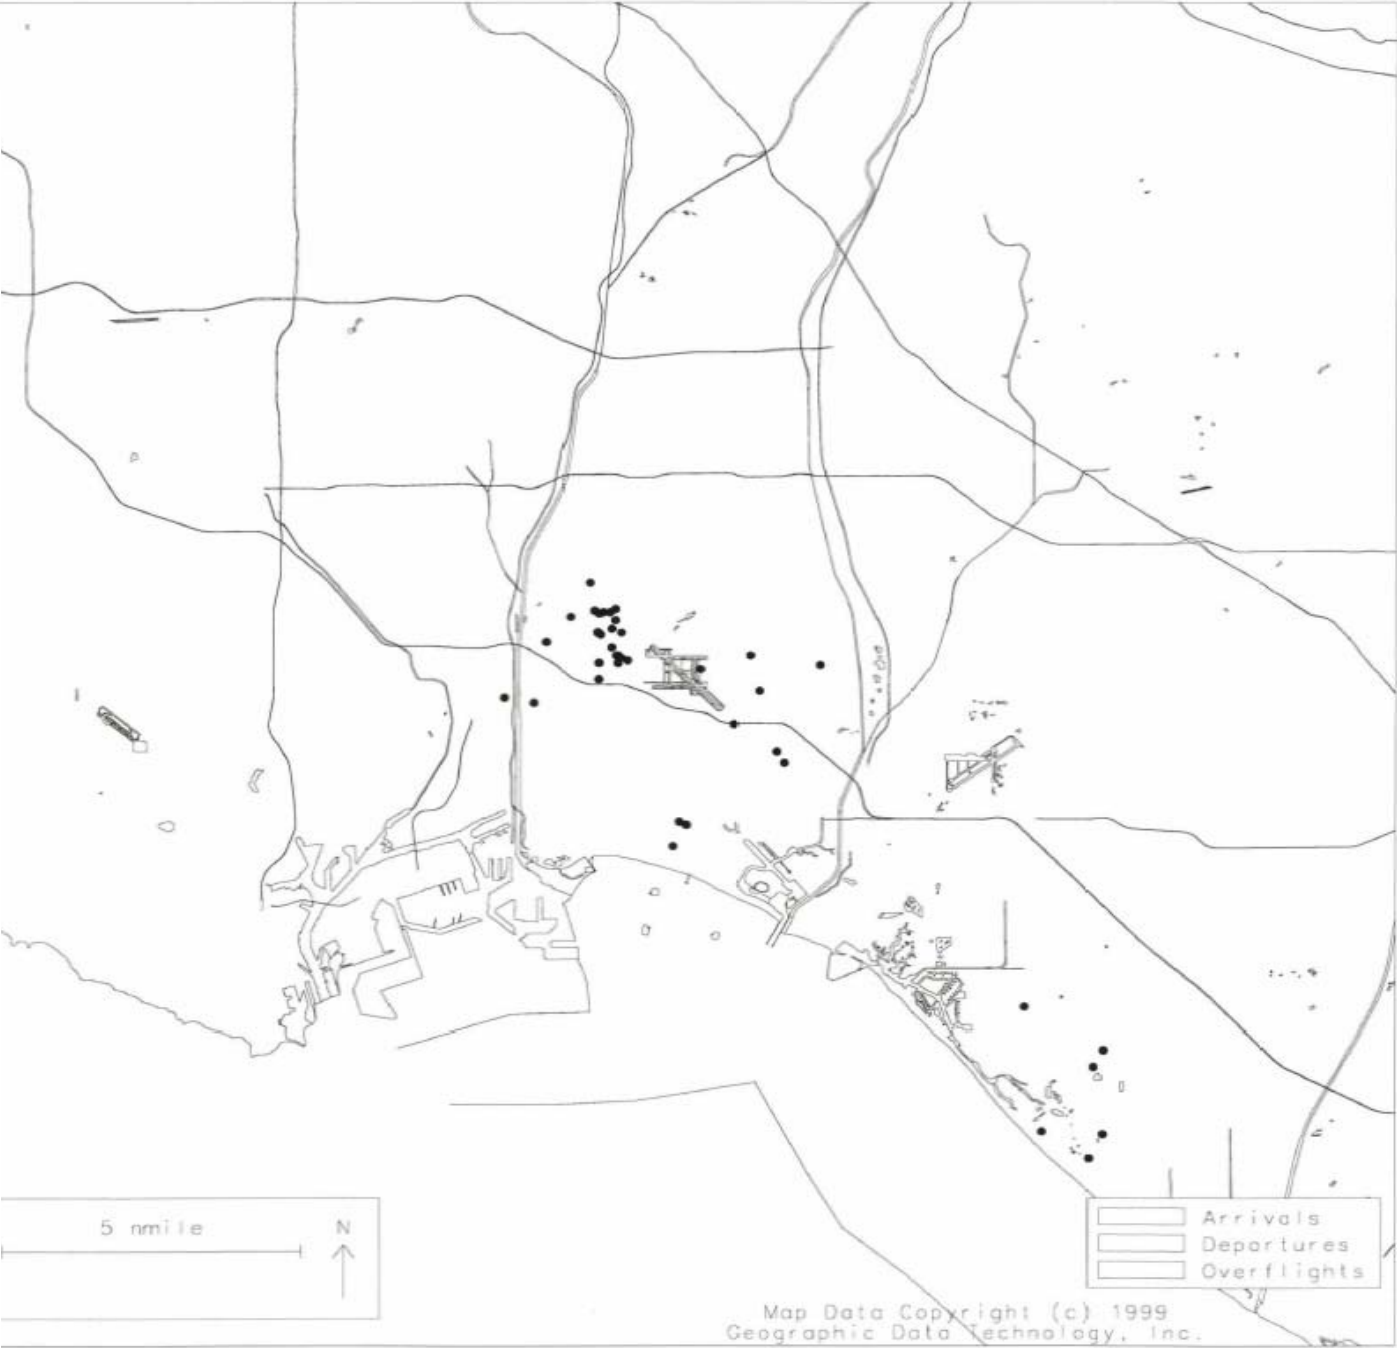 5 nmile
N
Arrivals
Departures
Overflights
Map Data Copyright (c) 1999
Geographic Data Technology, Inc.